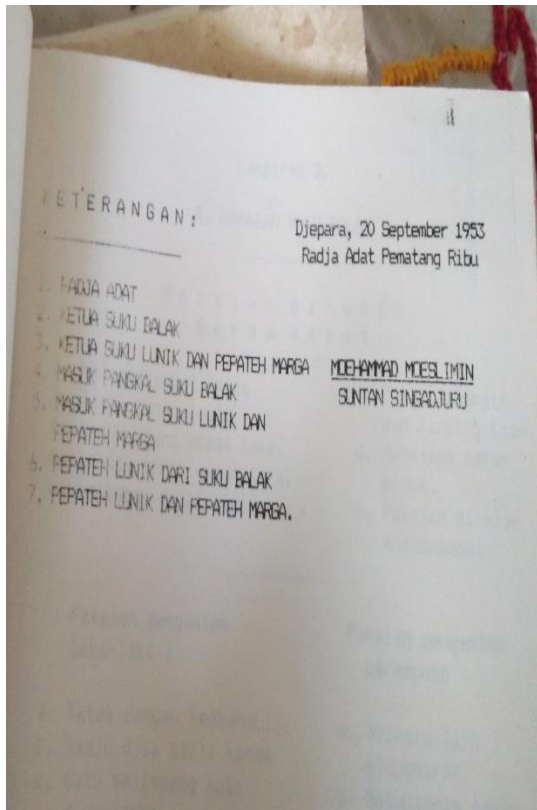 KETERANGAN:
Djepara, 20 September 1953
Radja Adat Pematang Ribu
1. RADJA ADAT
2. KETUA SUKU BALAK
3. KETUA SUKU LUNIK DAN PEPATEH MARGA
4. MASUK PANGKAL SUKU BALAK
5. MASUK PANGKAL SUKU LUNIK DAN
PEPATEH MARGA
6. PEPATEH LUNIK DARI SUKU BALAK
7. PEPATEH LUNIK DAN PEPATEH MARGA.
MOEHAMMAD MOESLIMIN
SUNTAN SINGADJURU